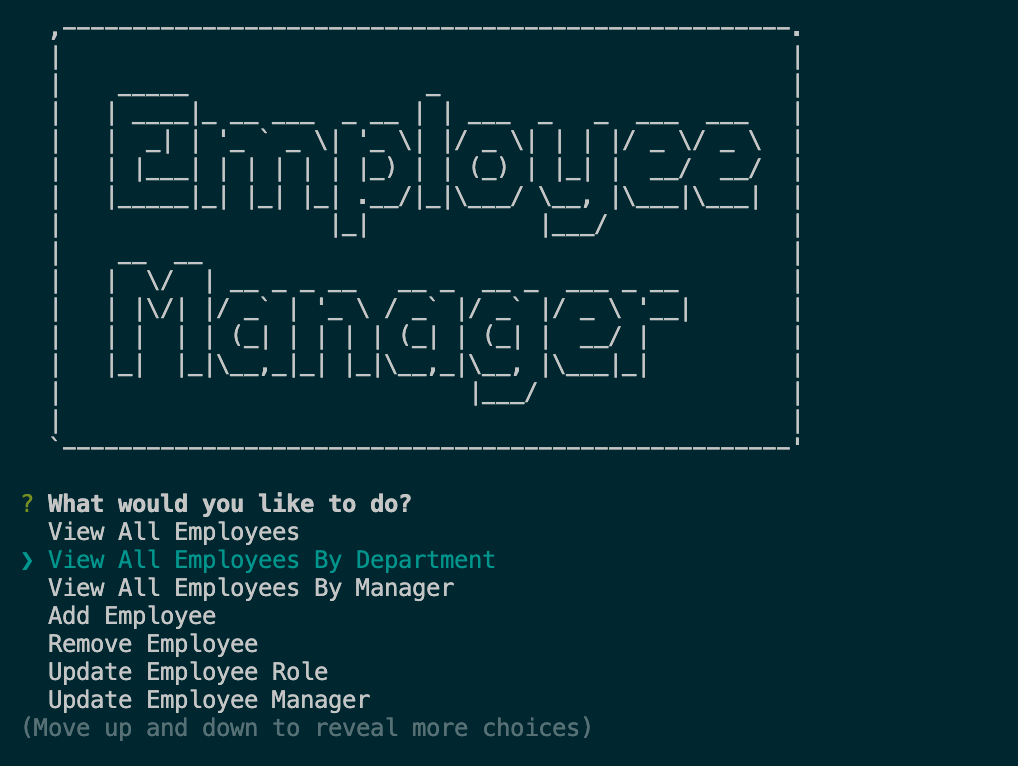 Employee
Manager
? What would you like to do?
View All Employees
❯ View All Employees By Department
View All Employees By Manager
Add Employee
Remove Employee
Update Employee Role
Update Employee Manager
(Move up and down to reveal more choices)